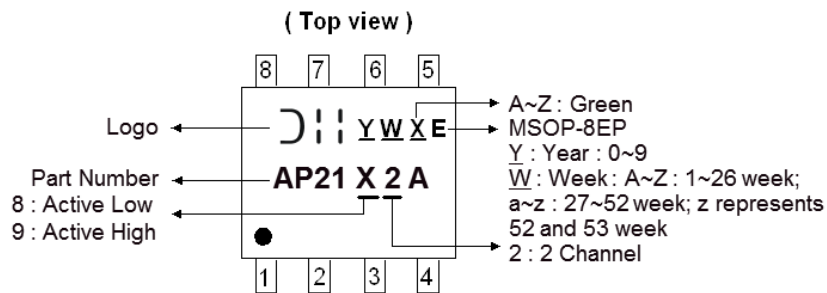 ( Top view )
8 7 6 5
Logo
Y W X E
A~Z : Green
MSOP-8EP
Y : Year : 0~9
W : Week : A~Z : 1~26 week;
a~z : 27~52 week; z represents
52 and 53 week
2 : 2 Channel
Part Number
AP21 X 2 A
8 : Active Low
9 : Active High
1 2 3 4